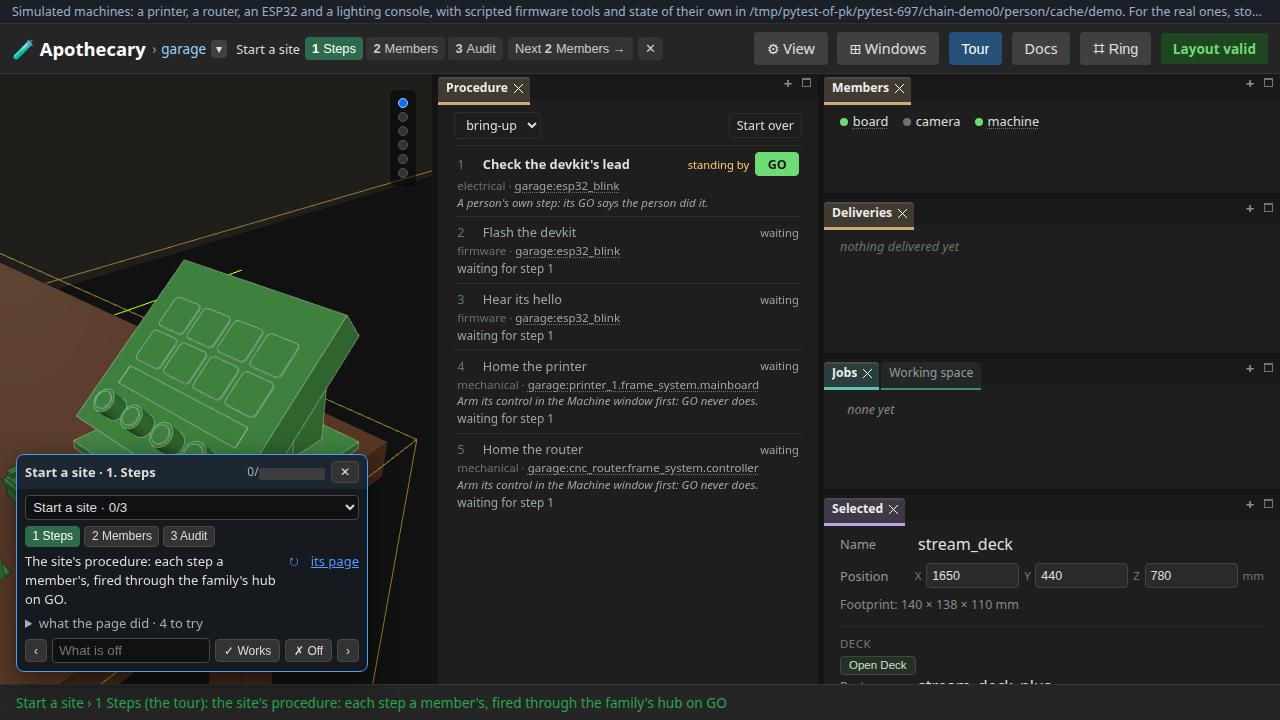 Simulated machines: a printer, a router, an ESP32 and a lighting console, with scripted firmware tools and state of their own in /tmp/pytest-of-pk/pytest-697/chain-demo0/person/cache/demo. For the real ones, sto...
Apothecary › garage ▾ Start a site 1 Steps 2 Members 3 Audit Next 2 Members → ✕ View Windows Tour Docs Ring Layout valid
Procedure
bring-up Start over
1 Check the devkit's lead standing by GO
electrical · garage:esp32_blink
A person's own step: its GO says the person did it.
2 Flash the devkit waiting
firmware · garage:esp32_blink
waiting for step 1
3 Hear its hello waiting
firmware · garage:esp32_blink
waiting for step 1
4 Home the printer waiting
mechanical · garage:printer_1.frame_system.mainboard
Arm its control in the Machine window first: GO never does.
waiting for step 1
5 Home the router waiting
mechanical · garage:cnc_router.frame_system.controller
Arm its control in the Machine window first: GO never does.
waiting for step 1
Members
board camera machine
Deliveries
nothing delivered yet
Jobs Working space
none yet
Selected
Name stream_deck
Position X 1650 Y 440 Z 780 mm
Footprint: 140 × 138 × 110 mm
DECK
Open Deck
Start a site · 1. Steps 0/ ✕
Start a site · 0/3
1 Steps 2 Members 3 Audit
The site's procedure: each step a ↻ its page
member's, fired through the family's hub
on GO.
▶ what the page did · 4 to try
‹ What is off ✓ Works ✗ Off ›
Start a site › 1 Steps (the tour): the site's procedure: each step a member's, fired through the family's hub on GO